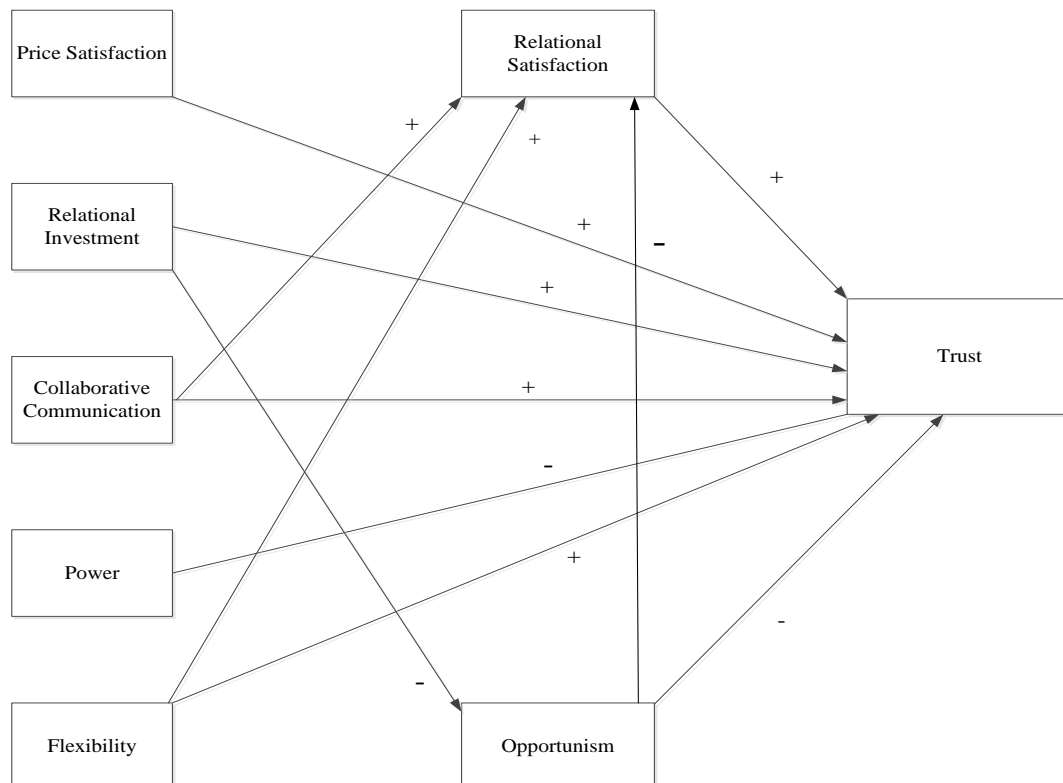 Price Satisfaction
Relational
Satisfaction
+
+
+
+
Relational
Investment
-
+
Trust
Collaborative
Communication
+
-
Power
+
-
-
Flexibility
Opportunism